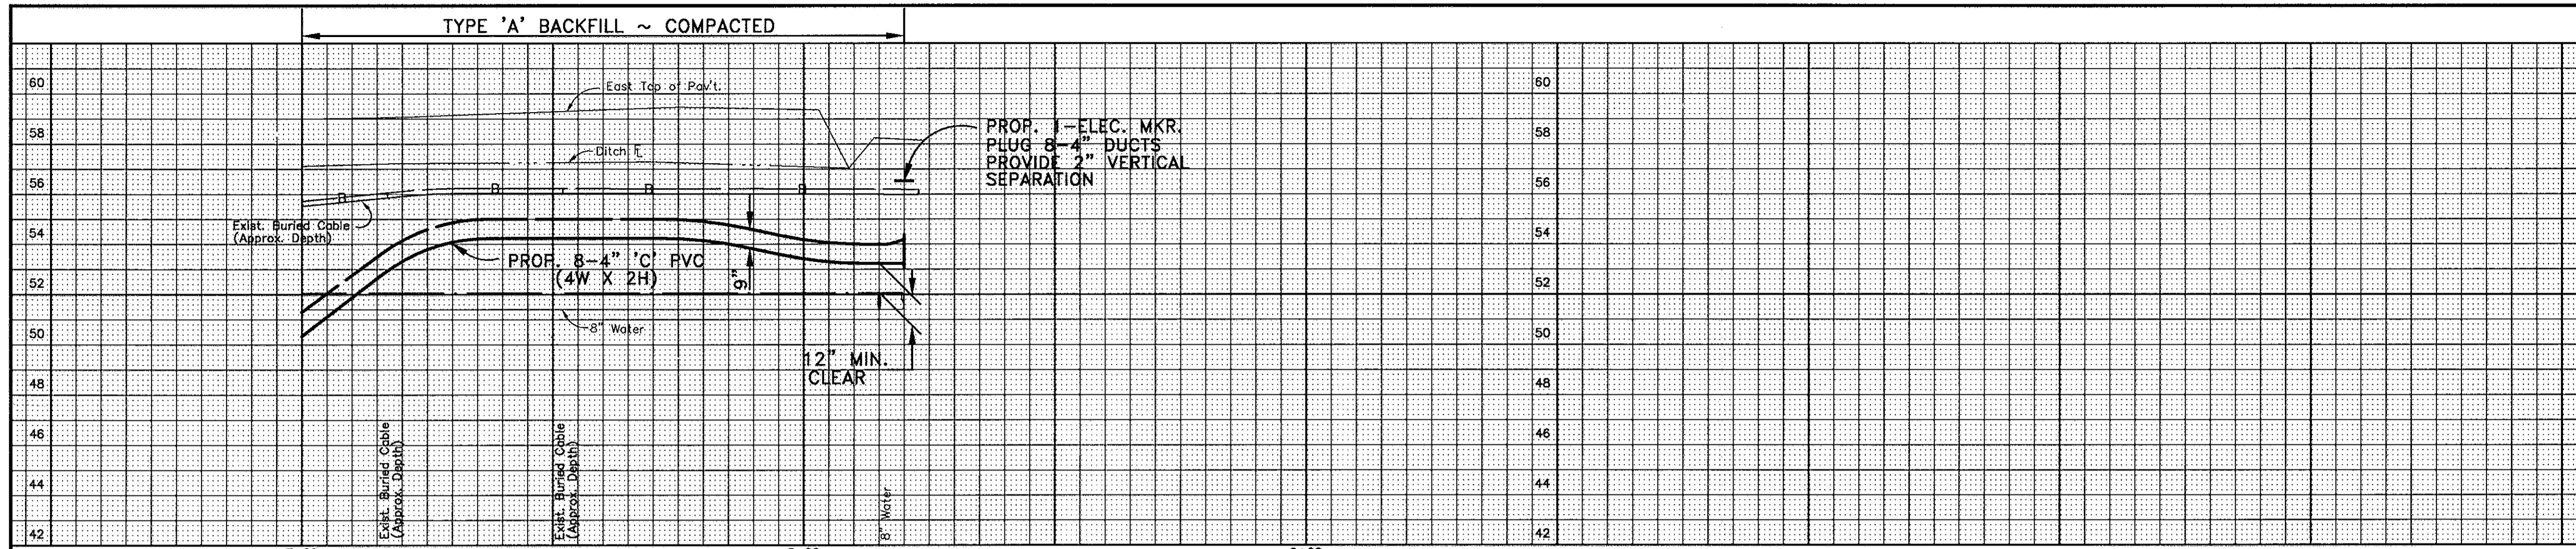 TYPE 'A' BACKFILL ~ COMPACTED
60
60
East Top of Pav't.
58
PROP. 1-ELEC. MKR.
PLUG 8-4" DUCTS
PROVIDE 2" VERTICAL
SEPARATION
58
Ditch ℄
56
B
B
B
B
56
Exist. Buried Cable
(Approx. Depth)
54
54
PROP. 8-4" 'C' PVC
(4W X 2H)
9"
52
52
8" Water
50
50
12" MIN.
CLEAR
48
48
46
46
Exist. Buried Cable
(Approx. Depth)
Exist. Buried Cable
(Approx. Depth)
8" Water
44
44
42
42